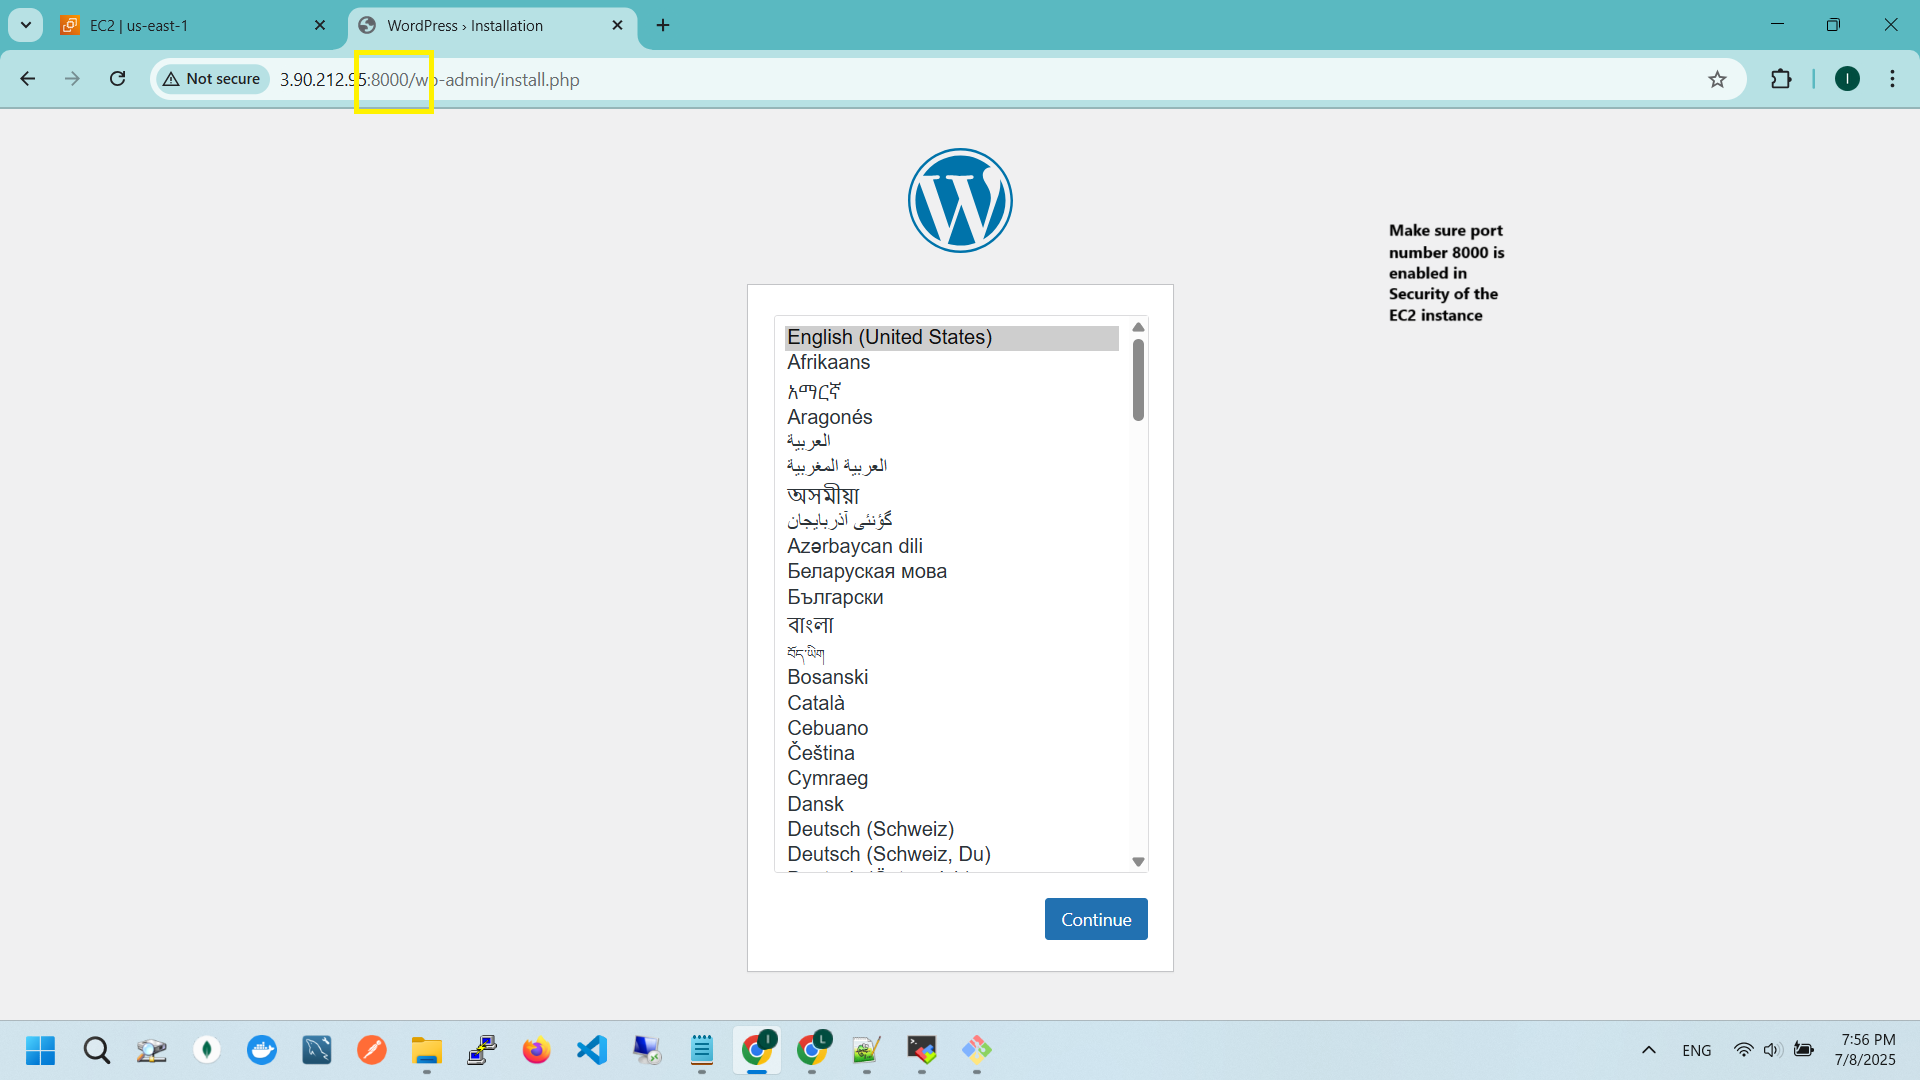 EC2 | us-east-1
WordPress › Installation
Not secure
3.90.212.95:8000/wp-admin/install.php
I
Make sure port
number 8000 is
enabled in
Security of the
EC2 instance
English (United States)
Afrikaans
አማርኛ
Aragonés
العربية
العربية المغربية
অসমীয়া
گؤنئی آذربایجان
Azərbaycan dili
Беларуская мова
Български
বাংলা
བོད་ཡིག
Bosanski
Català
Cebuano
Čeština
Cymraeg
Dansk
Deutsch (Schweiz)
Deutsch (Schweiz, Du)
Continue
I
L
ENG
7:56 PM
7/8/2025